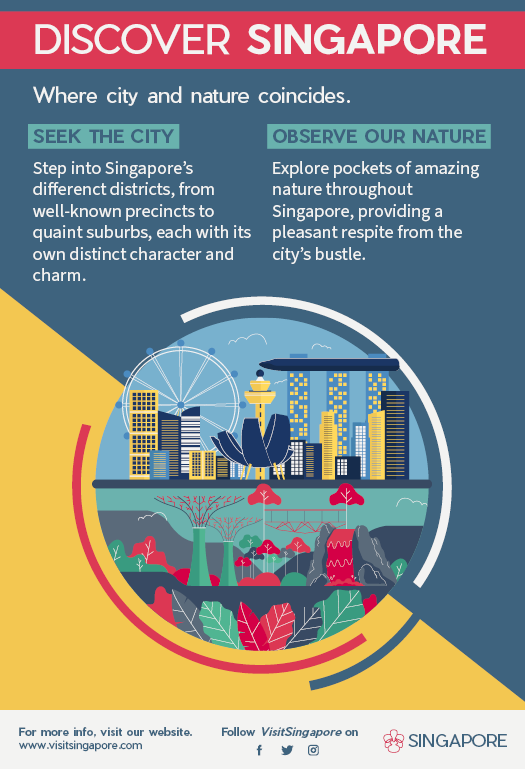 DISCOVER SINGAPORE
Where city and nature coincides.
SEEK THE CITY
Step into Singapore's
differenct districts, from
well-known precincts to
quaint suburbs, each with its
own distinct character and
charm.
OBSERVE OUR NATURE
Explore pockets of amazing
nature throughout
Singapore, providing a
pleasant respite from the
city's bustle.
For more info, visit our website.
www.visitsingapore.com
Follow VisitSingapore on
SINGAPORE